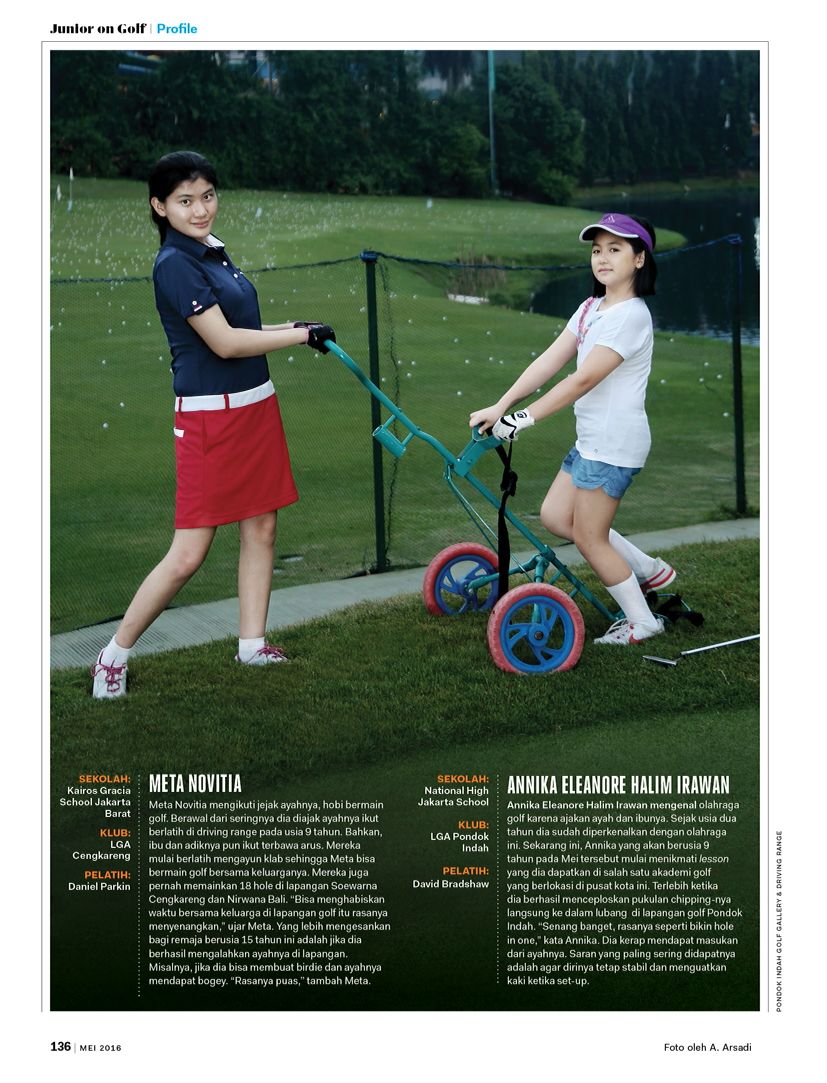 Junior on Golf | Profile
SEKOLAH:
Kairos Gracia
School Jakarta
Barat
KLUB:
LGA
Cengkareng
PELATIH:
Daniel Parkin
META NOVITIA
Meta Novitia mengikuti jejak ayahnya, hobi bermain
golf. Berawal dari seringnya dia diajak ayahnya ikut
berlatih di driving range pada usia 9 tahun. Bahkan,
ibu dan adiknya pun ikut terbawa arus. Mereka
mulai berlatih mengayun klab sehingga Meta bisa
bermain golf bersama keluarganya. Mereka juga
pernah memainkan 18 hole di lapangan Soewarna
Cengkareng dan Nirwana Bali. “Bisa menghabiskan
waktu bersama keluarga di lapangan golf itu rasanya
menyenangkan,” ujar Meta. Yang lebih mengesankan
bagi remaja berusia 15 tahun ini adalah jika dia
berhasil mengalahkan ayahnya di lapangan.
Misalnya, jika dia bisa membuat birdie dan ayahnya
mendapat bogey. “Rasanya puas,” tambah Meta.
SEKOLAH:
National High
Jakarta School
KLUB:
LGA Pondok
Indah
PELATIH:
David Bradshaw
ANNIKA ELEANORE HALIM IRAWAN
Annika Eleanore Halim Irawan mengenal olahraga
golf karena ajakan ayah dan ibunya. Sejak usia dua
tahun dia sudah diperkenalkan dengan olahraga
ini. Sekarang ini, Annika yang akan berusia 9
tahun pada Mei tersebut mulai menikmati lesson
yang dia dapatkan di salah satu akademi golf
yang berlokasi di pusat kota ini. Terlebih ketika
dia berhasil menceploskan pukulan chipping-nya
langsung ke dalam lubang di lapangan golf Pondok
Indah. “Senang banget, rasanya seperti bikin hole
in one,” kata Annika. Dia kerap mendapat masukan
dari ayahnya. Saran yang paling sering didapatnya
adalah agar dirinya tetap stabil dan menguatkan
kaki ketika set-up.
PONDOK INDAH GOLF GALLERY & DRIVING RANGE
136 | MEI 2016
Foto oleh A. Arsadi